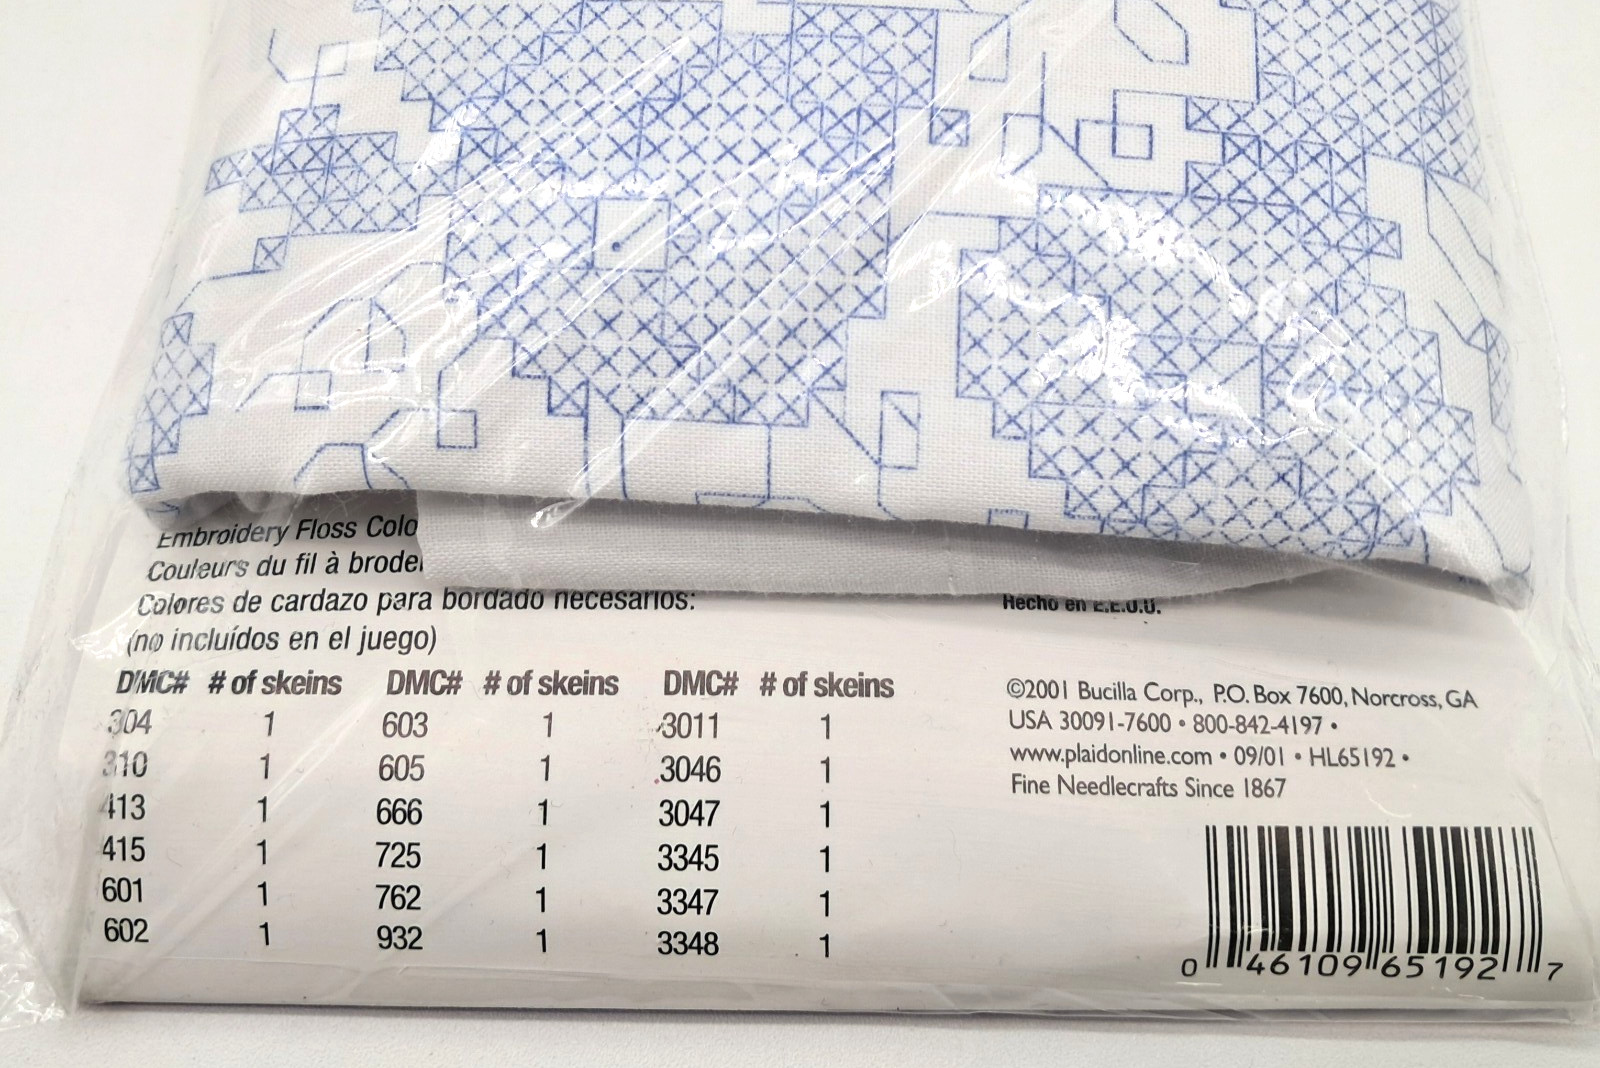 Embroidery Floss Colo
Couleurs du fil à broder
Colores de cardazo para bordado necesarios:
(no incluídos en el juego)
DMC# # of skeins DMC# # of skeins DMC# # of skeins
304 1 603 1 3011 1
310 1 605 1 3046 1
413 1 666 1 3047 1
415 1 725 1 3345 1
601 1 762 1 3347 1
602 1 932 1 3348 1
Hecho en E.E.U.U.
©2001 Bucilla Corp., P.O. Box 7600, Norcross, GA
USA 30091-7600 • 800-842-4197 •
www.plaidonline.com • 09/01 • HL65192 •
Fine Needlecrafts Since 1867
0 46109 65192 7